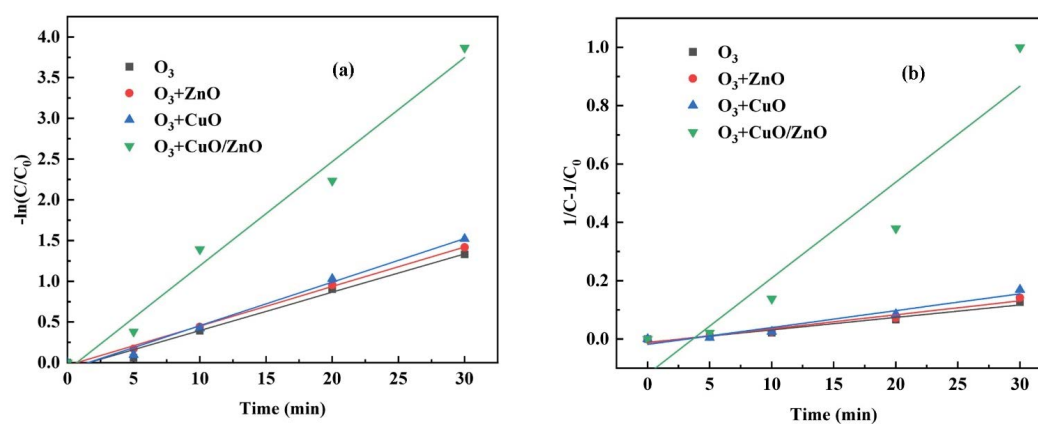 (a)
-ln(C/C₀)
4.0
3.5
3.0
2.5
2.0
1.5
1.0
0.5
0.0
O₃
O₃+ZnO
O₃+CuO
O₃+CuO/ZnO
0 5 10 15 20 25 30
Time (min)
(b)
1/C-1/C₀
1.0
0.8
0.6
0.4
0.2
0.0
O₃
O₃+ZnO
O₃+CuO
O₃+CuO/ZnO
0 5 10 15 20 25 30
Time (min)